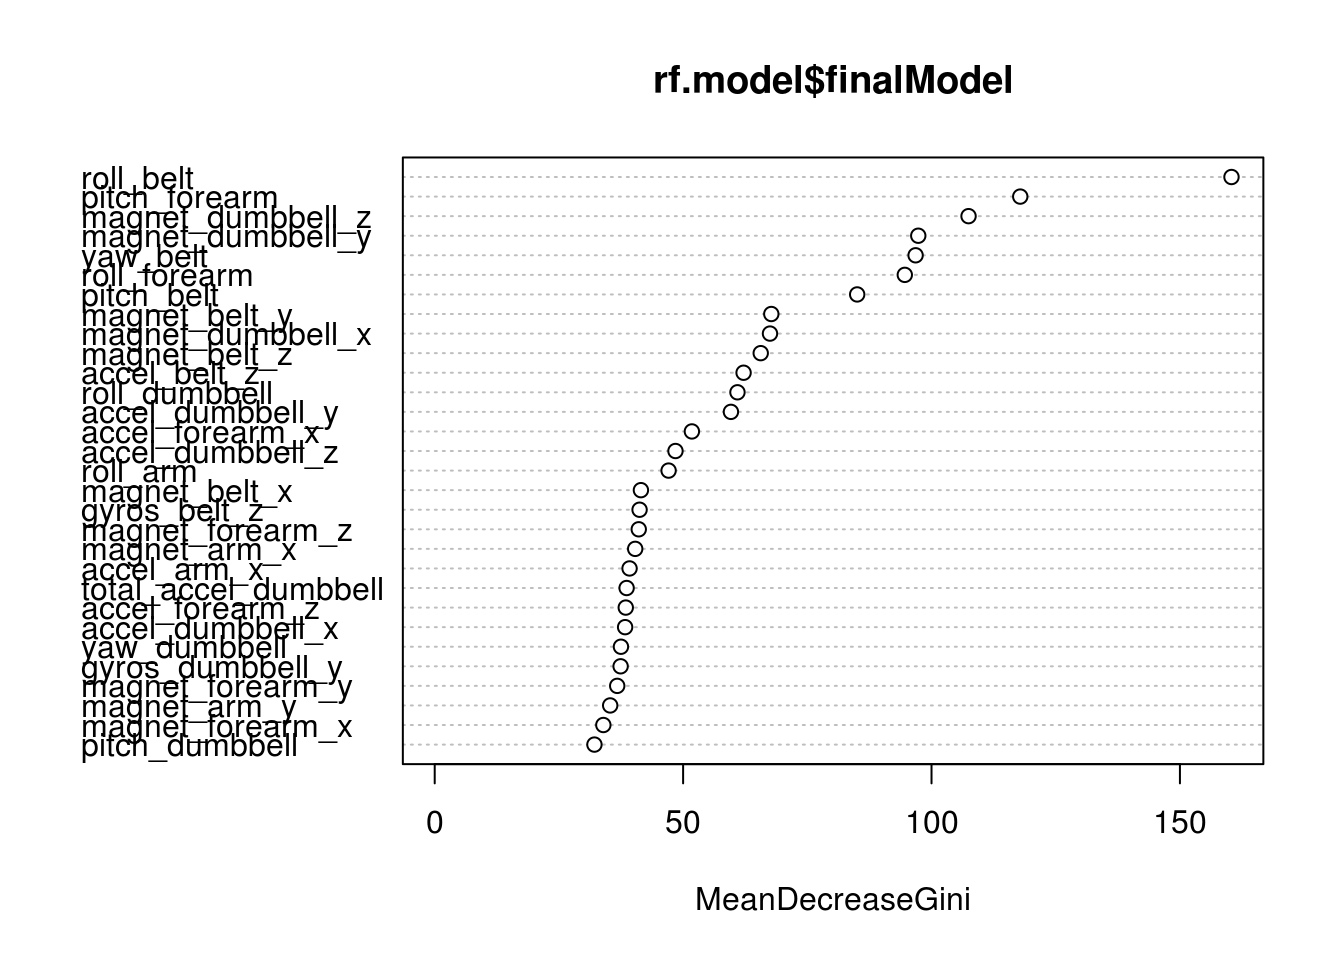 rf.model$finalModel
roll_belt
pitch_forearm
magnet_dumbbell_z
magnet_dumbbell_y
yaw_belt
roll_forearm
pitch_belt
magnet_belt_y
magnet_dumbbell_x
magnet_belt_z
accel_belt_z
roll_dumbbell
accel_dumbbell_y
accel_forearm_x
accel_dumbbell_z
roll_arm
magnet_belt_x
gyros_belt_z
magnet_forearm_z
magnet_arm_x
accel_arm_x
total_accel_dumbbell
accel_forearm_z
accel_dumbbell_x
yaw_dumbbell
gyros_dumbbell_y
magnet_forearm_y
magnet_arm_y
magnet_forearm_x
pitch_dumbbell
0 50 100 150
MeanDecreaseGini